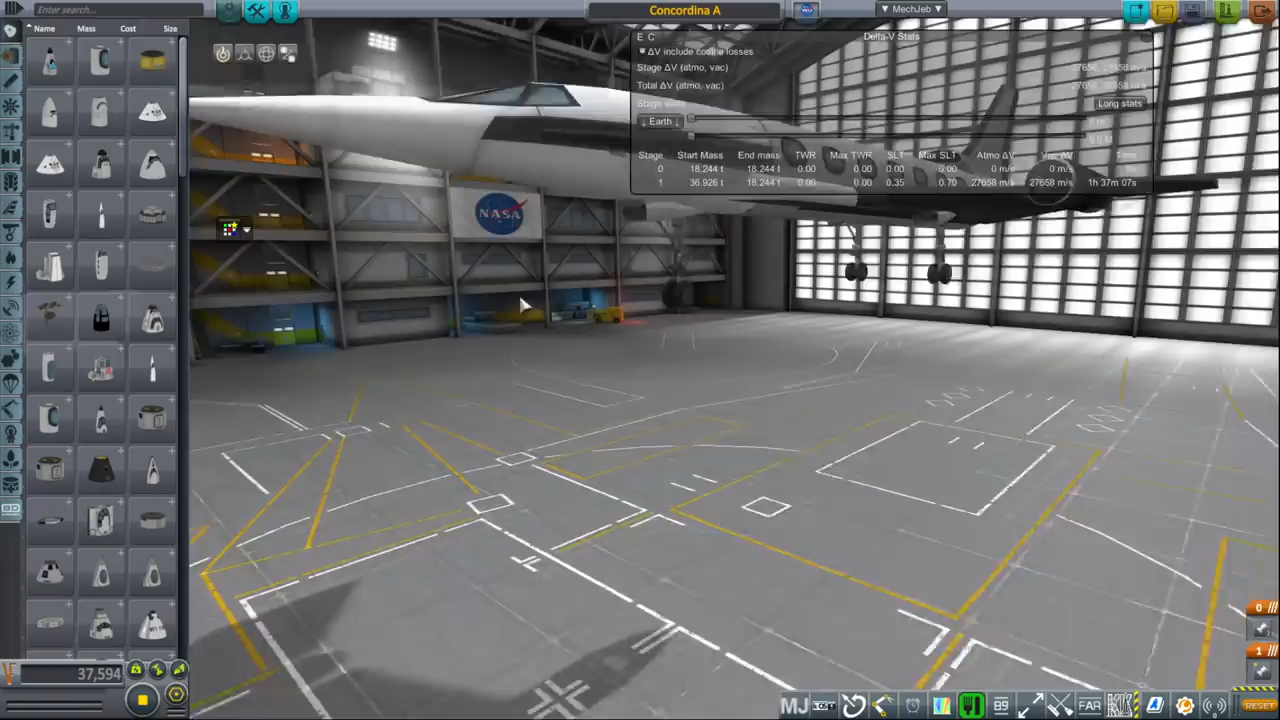 Enter search...
Concordina A
▼ MechJeb ▼
Name Mass Cost Size
E C
Delta-V Stats
ΔV include cosine losses
Stage ΔV (atmo, vac)
Total ΔV (atmo, vac)
Long stats
↓ Earth ↓
Stage Start Mass End mass TWR Max TWR SLT Max SLT Atmo ΔV
0 18.244 t 18.244 t 0.00 0.00 0.00 0.00 0 m/s 0 m/s
1 36.926 t 18.244 t 0.00 0.00 0.35 0.70 27658 m/s 27658 m/s 1h 37m 07s
NASA
0
1
37,594
MJ
89
FAR
RESET